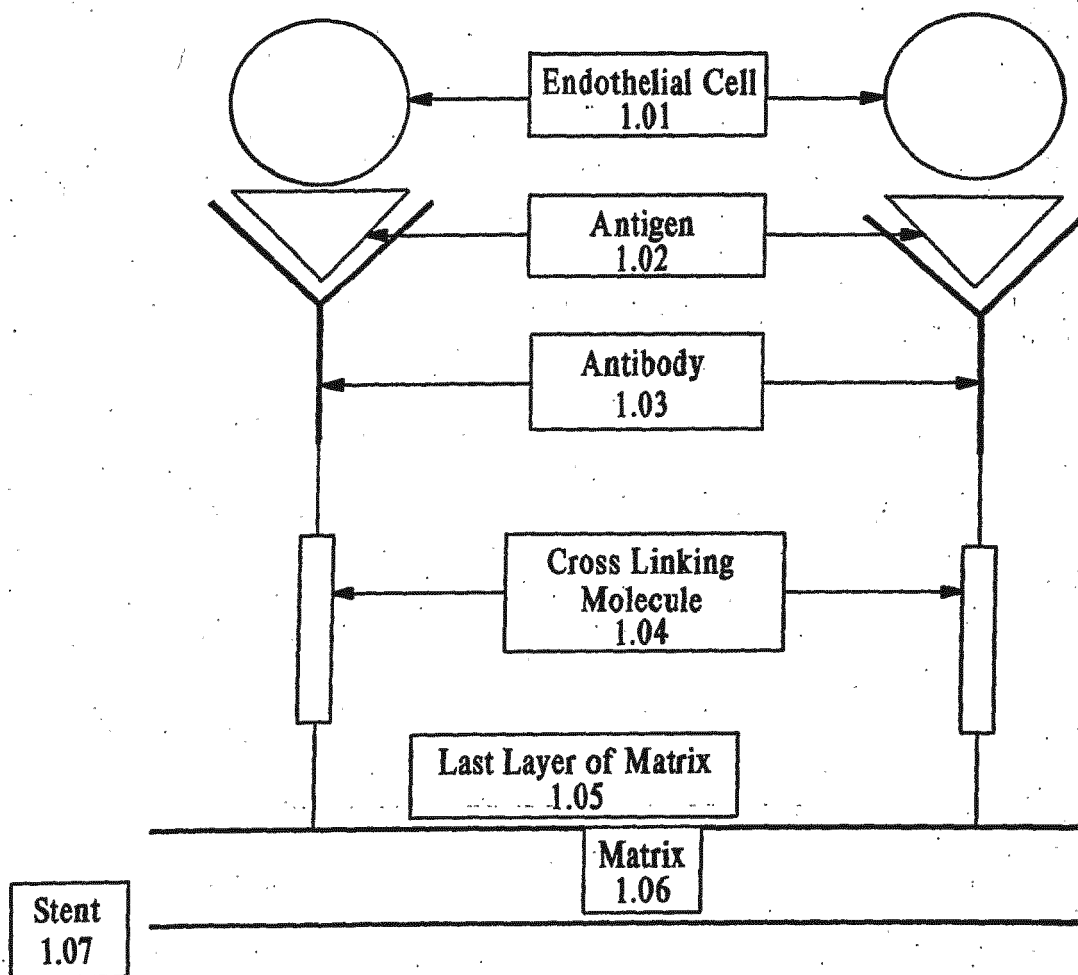 Endothelial Cell
1.01
Antigen
1.02
Antibody
1.03
Cross Linking
Molecule
1.04
Last Layer of Matrix
1.05
Matrix
1.06
Stent
1.07